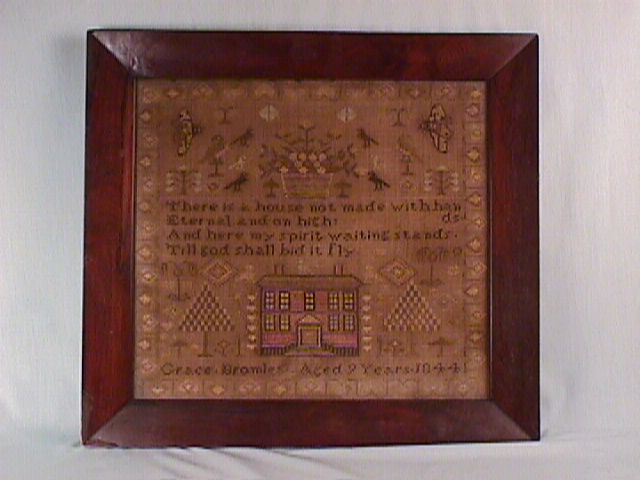 There is a house not made with han
ds
Eternal and on high:
And here my spirit waiting stands.
Till god shall bid it fly
Grace. Aged 9 Years. 1844